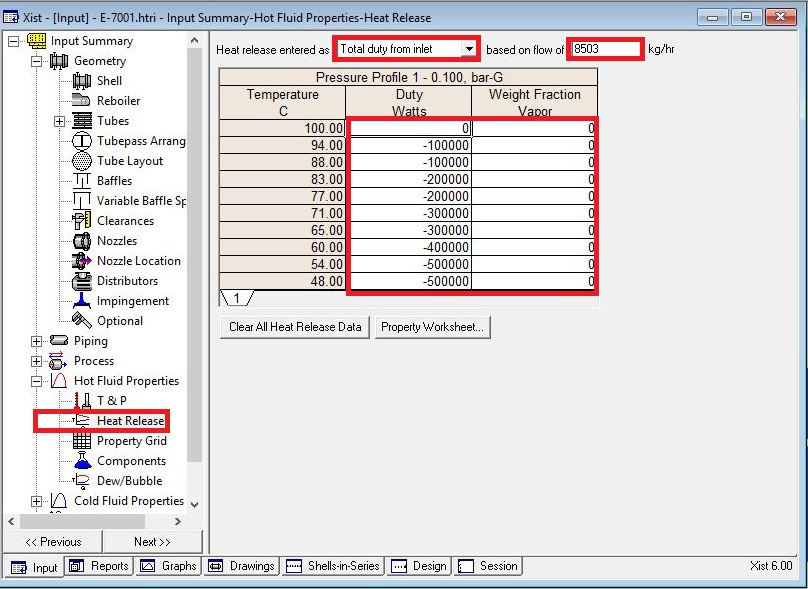 Xist - [Input] - E-7001.htri - Input Summary-Hot Fluid Properties-Heat Release
Input Summary
Geometry
Shell
Reboiler
Tubes
Tubepass Arrang
Tube Layout
Baffles
Variable Baffle Sp
Clearances
Nozzles
Nozzle Location
Distributors
Impingement
Optional
Piping
Process
Hot Fluid Properties
T & P
Heat Release
Property Grid
Components
Dew/Bubble
Cold Fluid Properties
<< Previous Next >>
Heat release entered as Total duty from inlet based on flow of 8503 kg/hr
Pressure Profile 1 - 0.100, bar-G
Temperature Duty Weight Fraction
C Watts Vapor
100.00 0 0
94.00 -100000 0
88.00 -100000 0
83.00 -200000 0
77.00 -200000 0
71.00 -300000 0
65.00 -300000 0
60.00 -400000 0
54.00 -500000 0
48.00 -500000 0
1
Clear All Heat Release Data Property Worksheet...
Input Reports Graphs Drawings Shells-in-Series Design Session Xist 6.00